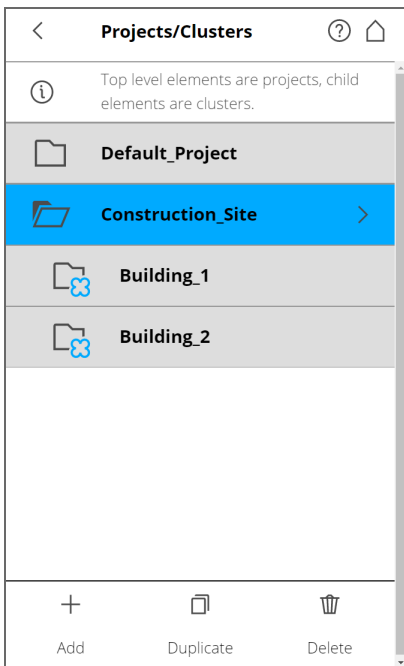 Projects/Clusters
Top level elements are projects, child
elements are clusters.
Default_Project
Construction_Site
Building_1
Building_2
Add Duplicate Delete